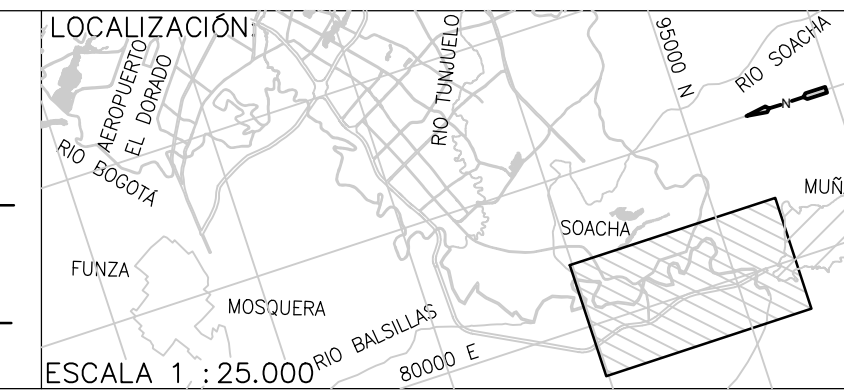 LOCALIZACIÓN:
AEROPUERTO
EL DORADO
RIO BOGOTÁ
RIO TUNJUELO
95000 N
RIO SOACHA
N
MUÑ
SOACHA
FUNZA
MOSQUERA
RIO BALSILLAS
80000 E
ESCALA 1 : 25.000